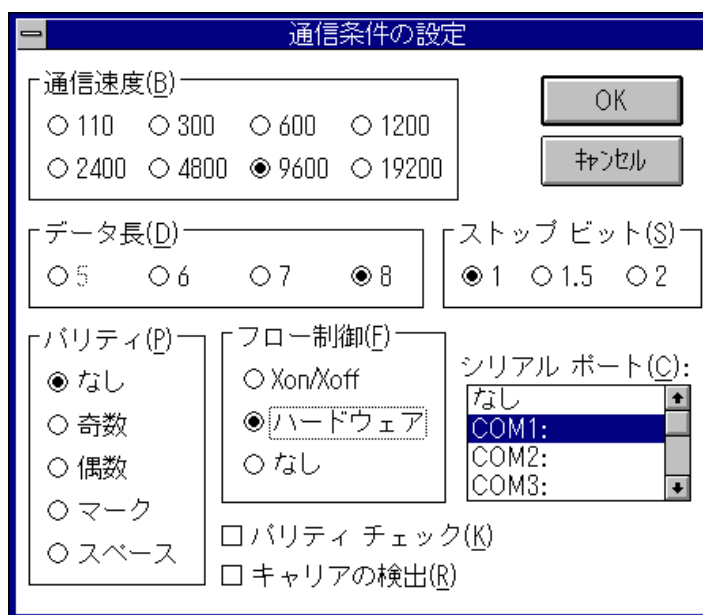 通信条件の設定
通信速度(B)
110 300 600 1200
2400 4800 9600 19200
OK
キャンセル
データ長(D)
5 6 7 8
ストップ ビット(S)
1 1.5 2
パリティ(P)
なし
奇数
偶数
マーク
スペース
フロー制御(F)
Xon/Xoff
ハードウェア
なし
シリアル ポート(C):
なし
COM1:
COM2:
COM3:
パリティ チェック(K)
キャリアの検出(R)